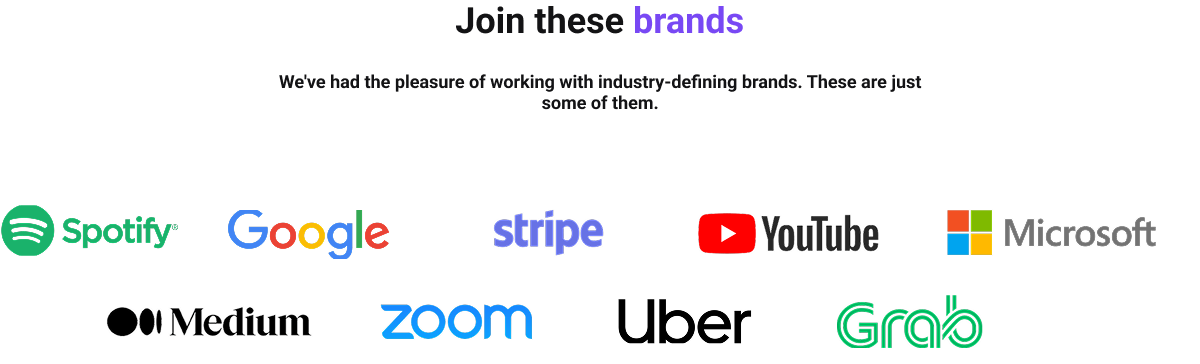 Join these brands
We've had the pleasure of working with industry-defining brands. These are just
some of them.
Spotify®
Google
stripe
YouTube
Microsoft
Medium
zoom
Uber
Grab